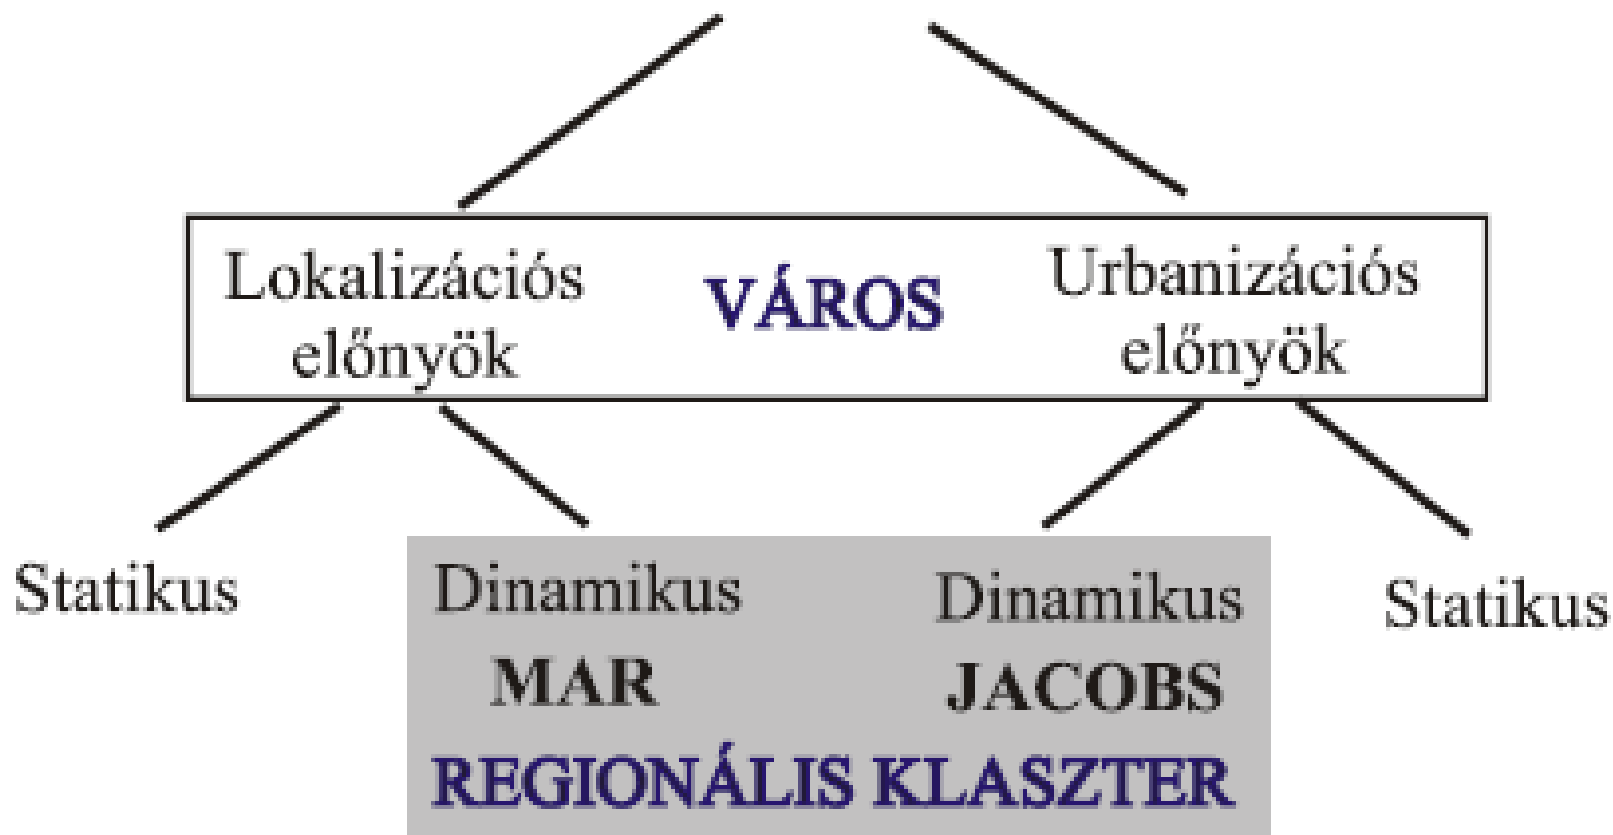 Lokalizációs
előnyök
VÁROS
Urbanizációs
előnyök
Statikus
Dinamikus
MAR
Dinamikus
JACOBS
Statikus
REGIONÁLIS KLASZTER